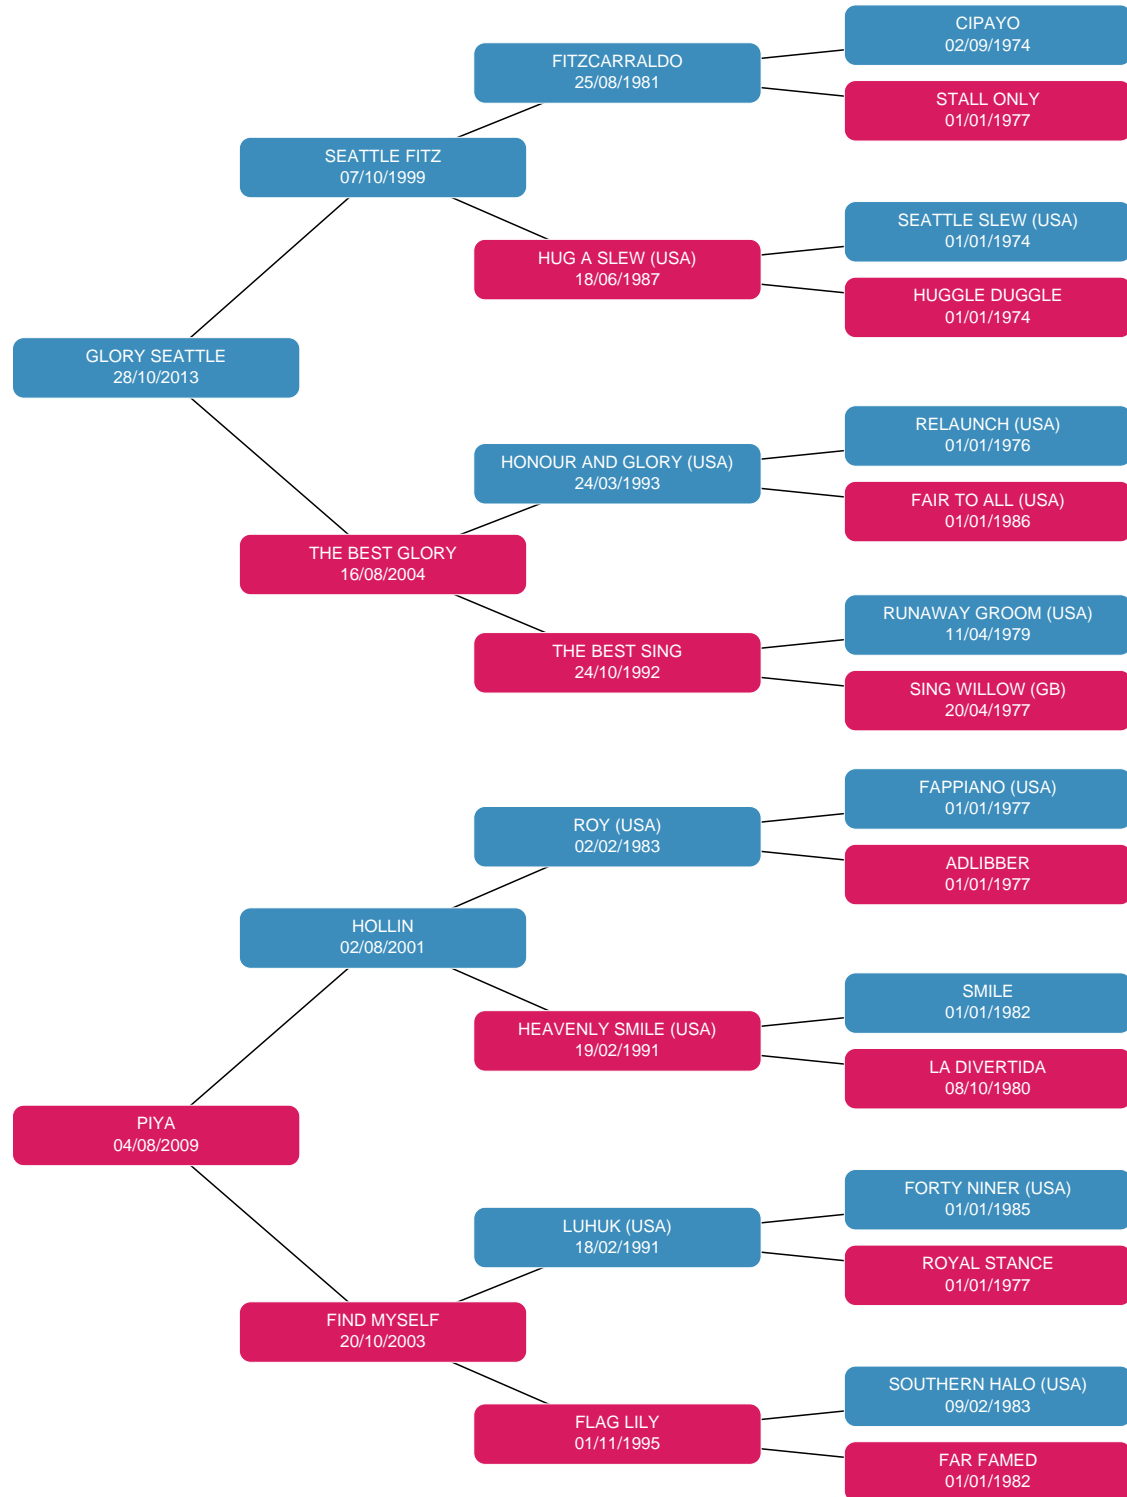 CIPAYO
02/09/1974
FITZCARRALDO
25/08/1981
STALL ONLY
01/01/1977
SEATTLE FITZ
07/10/1999
SEATTLE SLEW (USA)
01/01/1974
HUG A SLEW (USA)
18/06/1987
HUGGLE DUGGLE
01/01/1974
GLORY SEATTLE
28/10/2013
RELAUNCH (USA)
01/01/1976
HONOUR AND GLORY (USA)
24/03/1993
FAIR TO ALL (USA)
01/01/1986
THE BEST GLORY
16/08/2004
RUNAWAY GROOM (USA)
11/04/1979
THE BEST SING
24/10/1992
SING WILLOW (GB)
20/04/1977
FAPPIANO (USA)
01/01/1977
ROY (USA)
02/02/1983
ADLIBBER
01/01/1977
HOLLIN
02/08/2001
SMILE
01/01/1982
HEAVENLY SMILE (USA)
19/02/1991
LA DIVERTIDA
08/10/1980
PIYA
04/08/2009
FORTY NINER (USA)
01/01/1985
LUHUK (USA)
18/02/1991
ROYAL STANCE
01/01/1977
FIND MYSELF
20/10/2003
SOUTHERN HALO (USA)
09/02/1983
FLAG LILY
01/11/1995
FAR FAMED
01/01/1982